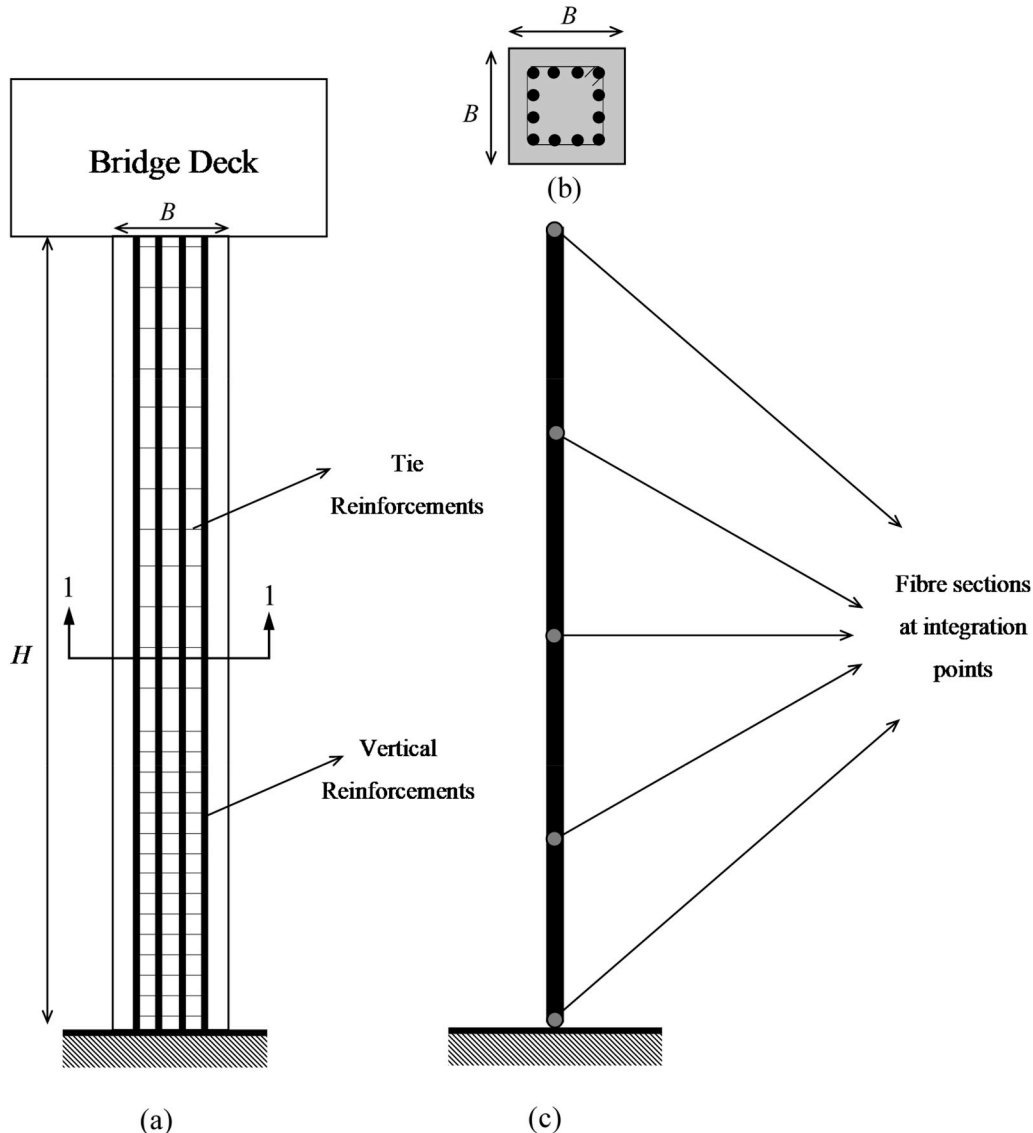 B
B
(b)
Bridge Deck
B
H
Tie
Reinforcements
1
1
Vertical
Reinforcements
Fibre sections
at integration
points
(a)
(c)